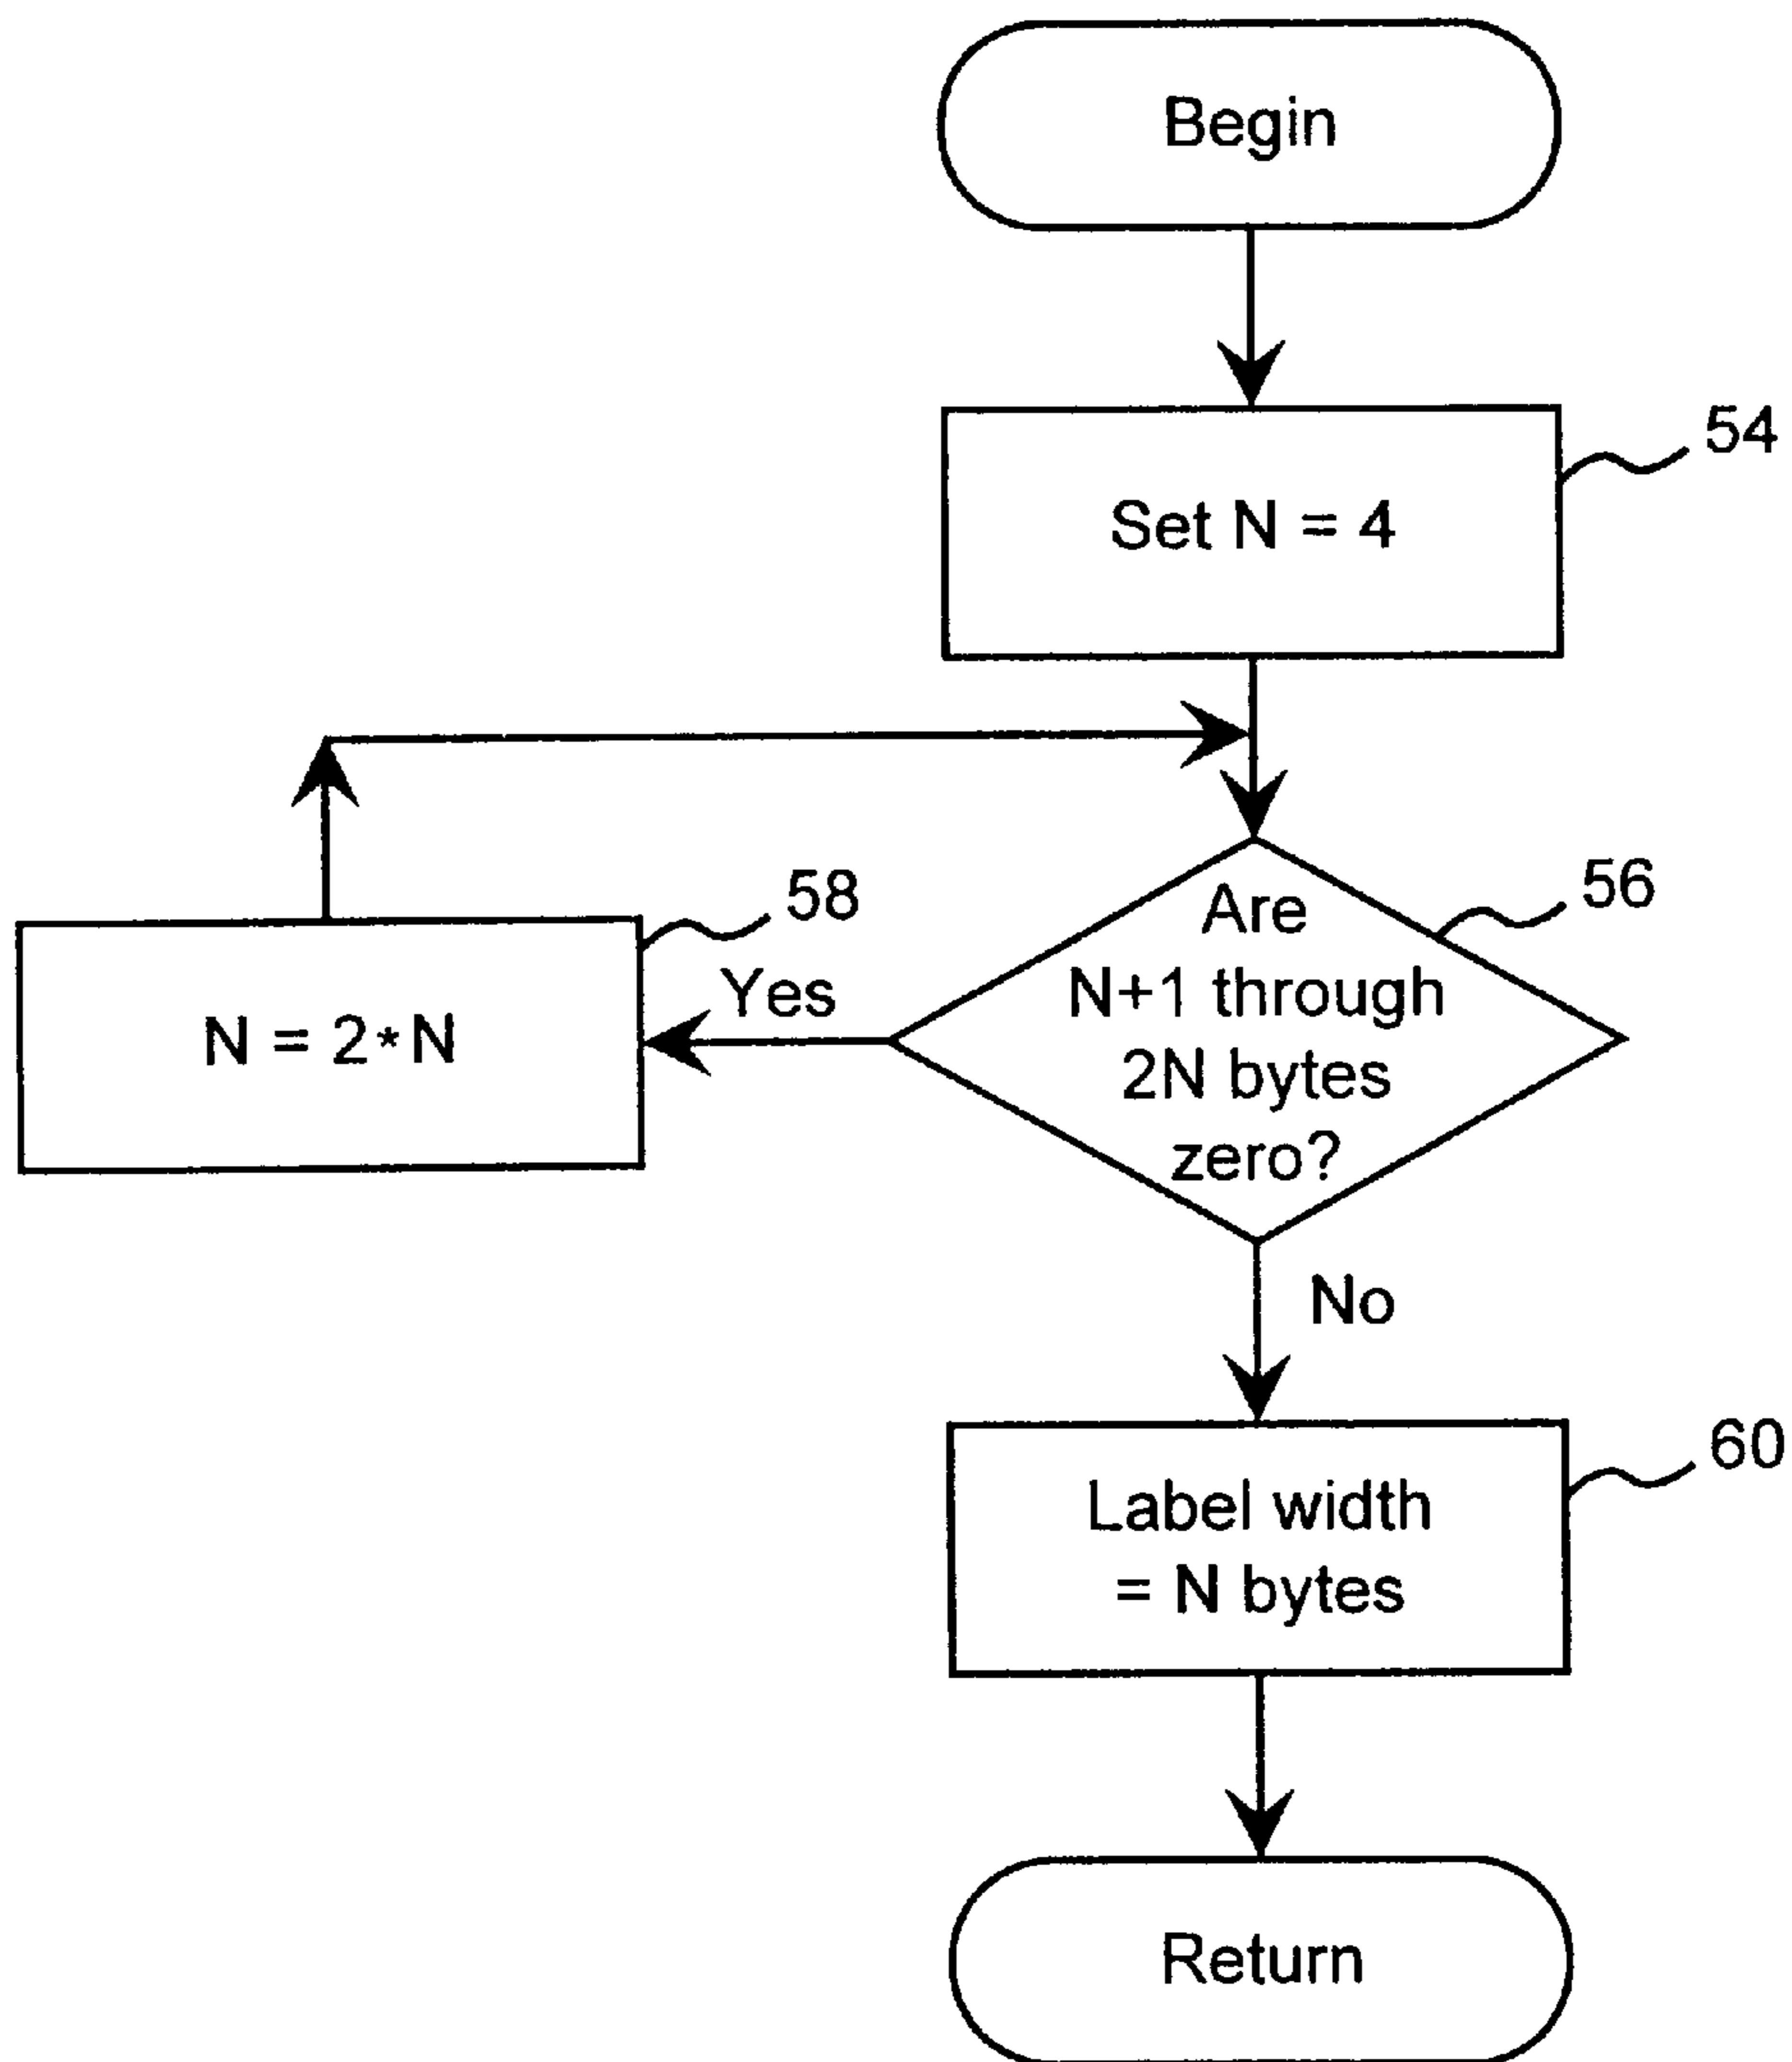 Begin
54
Set N = 4
58
56
Are
N+1 through
2N bytes
zero?
Yes
N = 2*N
No
60
Label width
= N bytes
Return